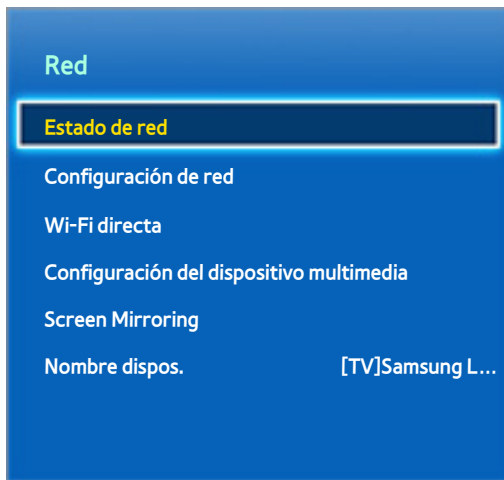 Red
Estado de red
Configuración de red
Wi-Fi directa
Configuración del dispositivo multimedia
Screen Mirroring
Nombre dispos. [TV]Samsung L...